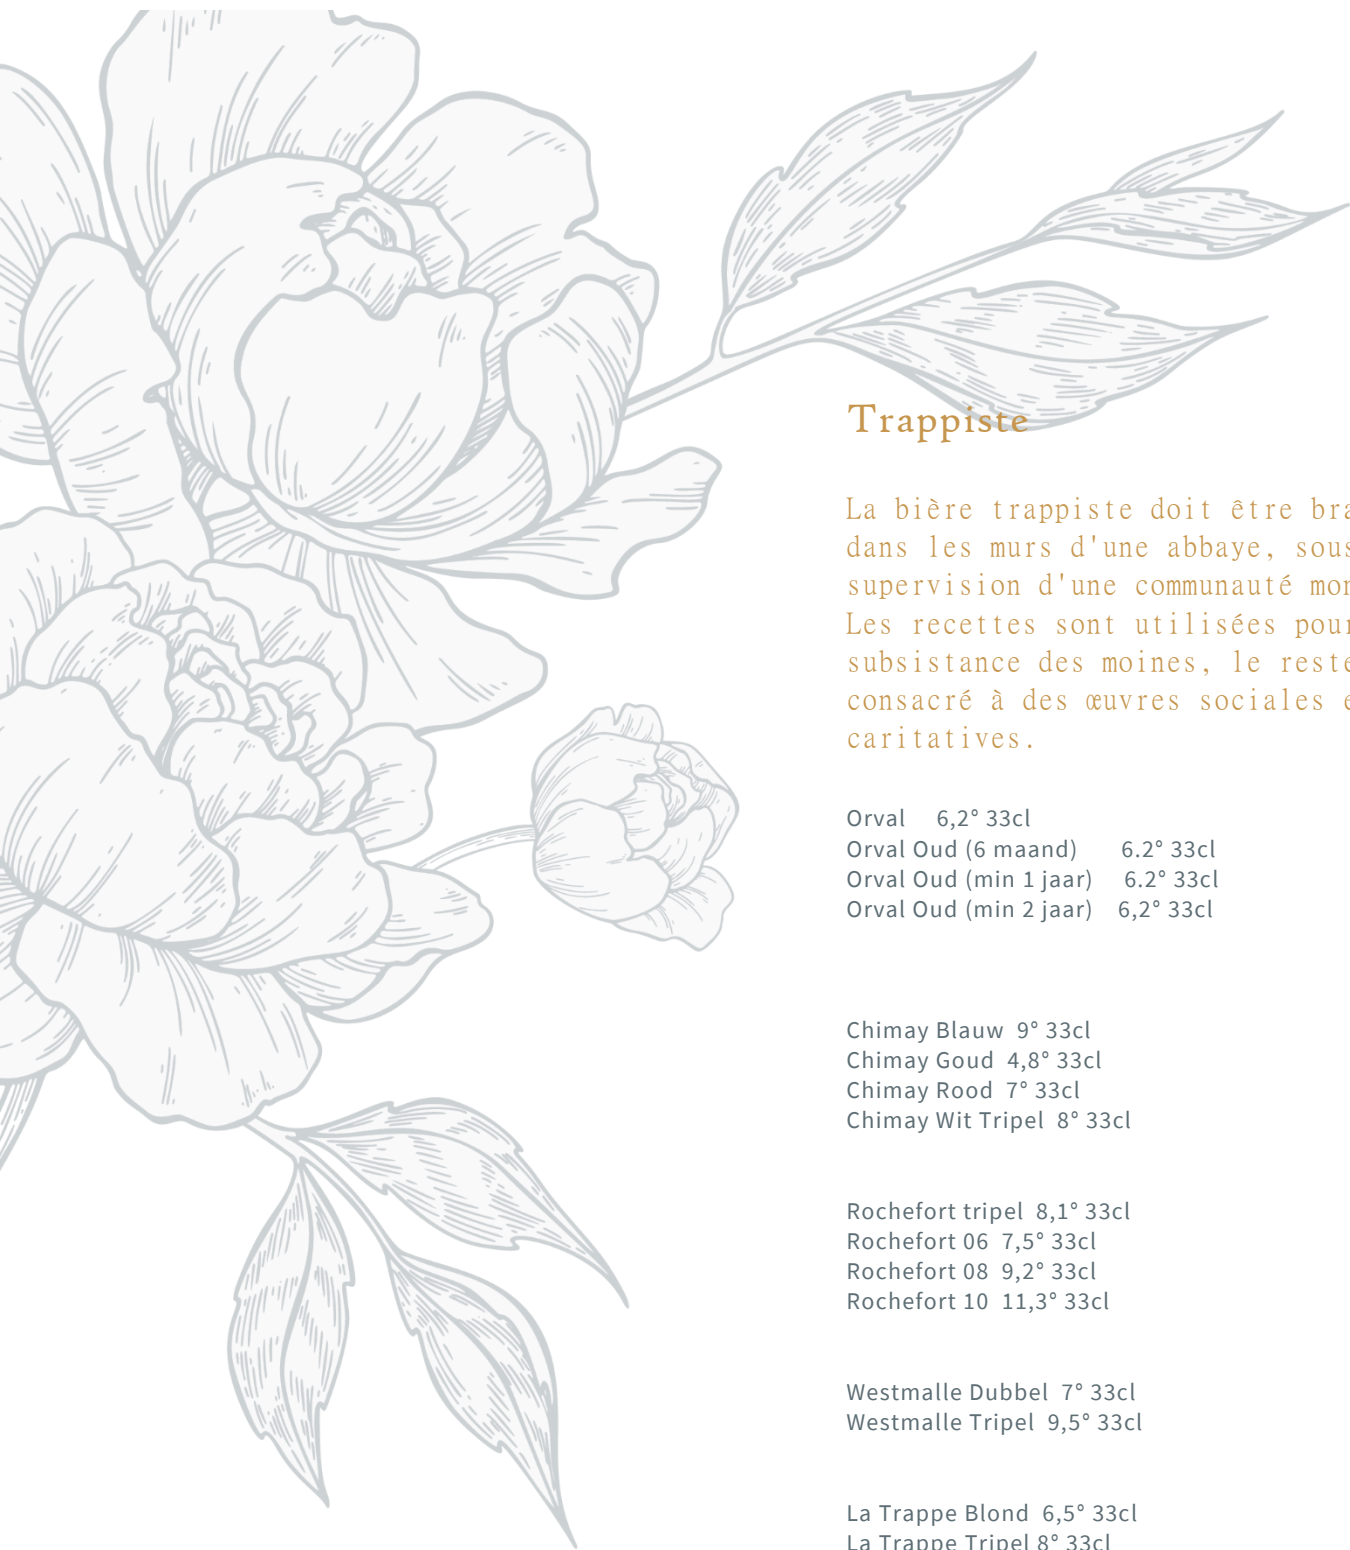 Trappiste
La bière trappiste doit être
dans les murs d'une abbaye, sous
supervision d'une communauté
Les recettes sont utilisées pour
subsistance des moines, le reste
consacré à des œuvres sociales
caritatives.
Orval 6,2° 33cl
Orval Oud (6 maand) 6.2° 33cl
Orval Oud (min 1 jaar) 6.2° 33cl
Orval Oud (min 2 jaar) 6,2° 33cl
Chimay Blauw 9° 33cl
Chimay Goud 4,8° 33cl
Chimay Rood 7° 33cl
Chimay Wit Tripel 8° 33cl
Rochefort tripel 8,1° 33cl
Rochefort 06 7,5° 33cl
Rochefort 08 9,2° 33cl
Rochefort 10 11,3° 33cl
Westmalle Dubbel 7° 33cl
Westmalle Tripel 9,5° 33cl
La Trappe Blond 6,5° 33cl
La Trappe Tripel 8° 33cl